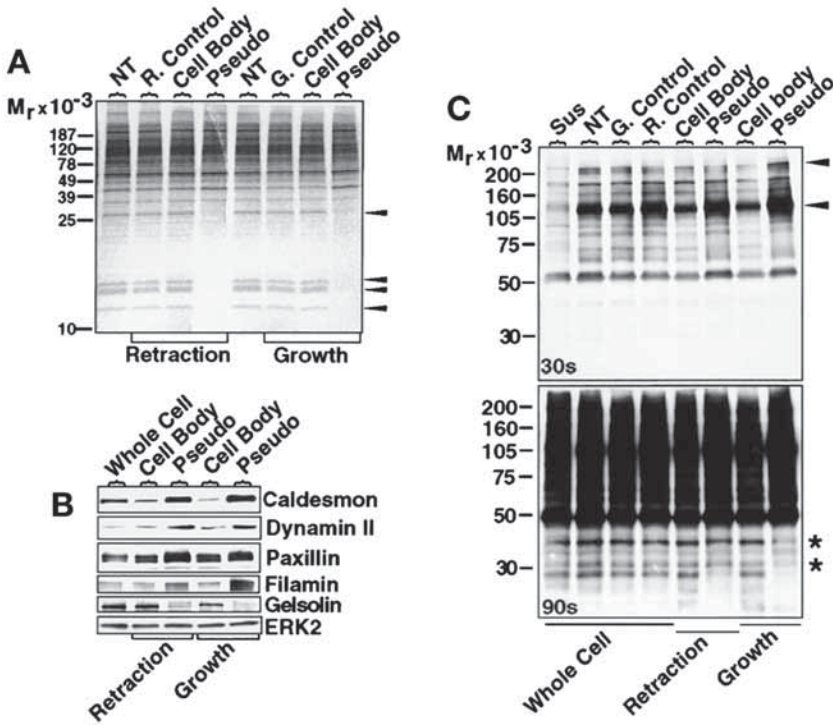 A
NT
R. Control
Cell Body
Pseudo
NT
G. Control
Cell Body
Pseudo
Mr x 10-3
187
120
78
49
39
25
10
Retraction
Growth
B
Whole Cell
Cell Body
Pseudo
Cell Body
Pseudo
Caldesmon
Dynamin II
Paxillin
Filamin
Gelsolin
ERK2
Retraction
Growth
C
Sus
NT
G. Control
R. Control
Cell Body
Pseudo
Cell body
Pseudo
Mr x 10-3
200
160
105
75
50
30
30s
200
160
105
75
50
30
*
*
90s
Whole Cell
Retraction
Growth